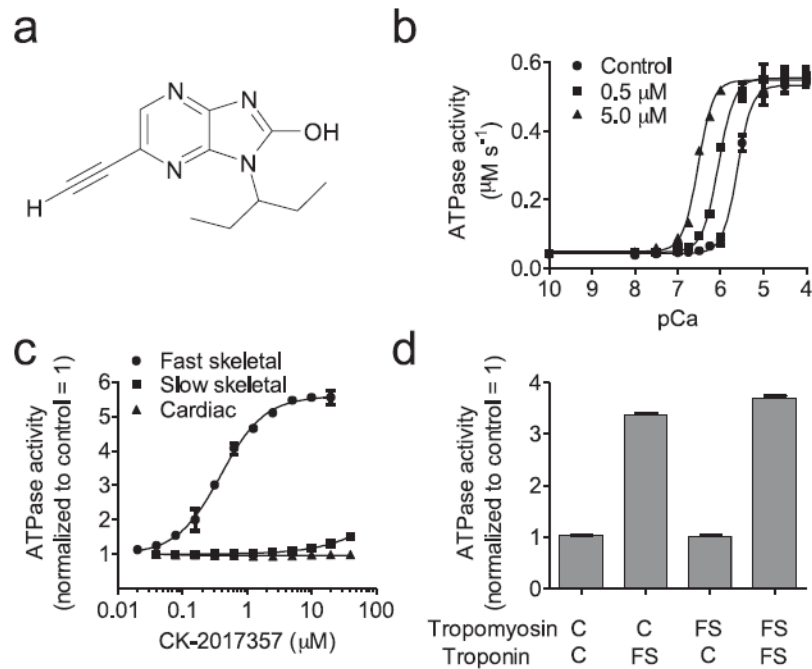 a
N
N
N
N
OH
H
b
Control
0.5 µM
5.0 µM
ATPase activity
(µM s⁻¹)
0.6
0.4
0.2
0.0
10 9 8 7 6 5 4
pCa
c
Fast skeletal
Slow skeletal
Cardiac
ATPase activity
(normalized to control = 1)
6
5
4
3
2
1
0.01 0.1 1 10 100
CK-2017357 (µM)
d
ATPase activity
(normalized to control = 1)
4
3
2
1
0
Tropomyosin C C FS FS
Troponin C FS C FS